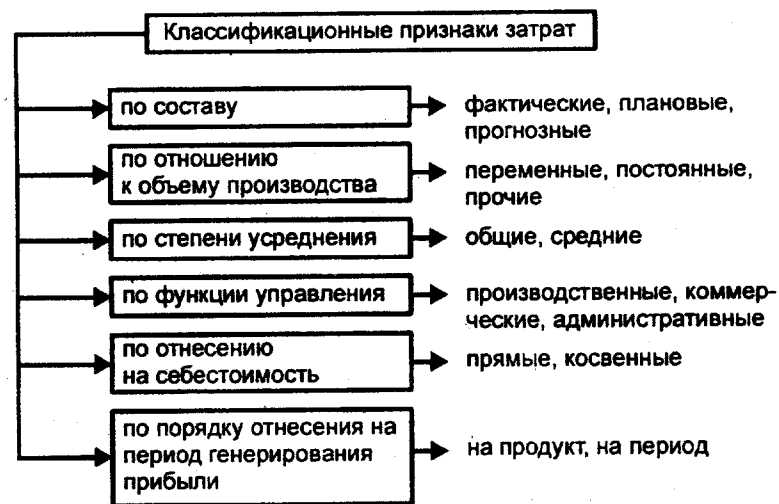 Классификационные признаки затрат
по составу
фактические, плановые,
прогнозные
по отношению
к объему производства
переменные, постоянные,
прочие
по степени усреднения
общие, средние
по функции управления
производственные, коммер-
ческие, административные
по отнесению
на себестоимость
прямые, косвенные
по порядку отнесения на
период генерирования
прибыли
на продукт, на период